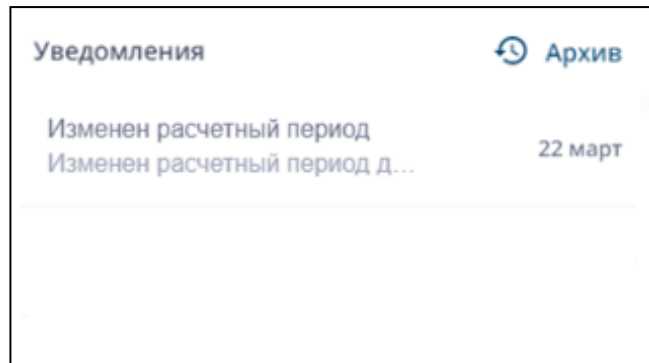 Уведомления
Архив
Изменен расчетный период
Изменен расчетный период д...
22 март